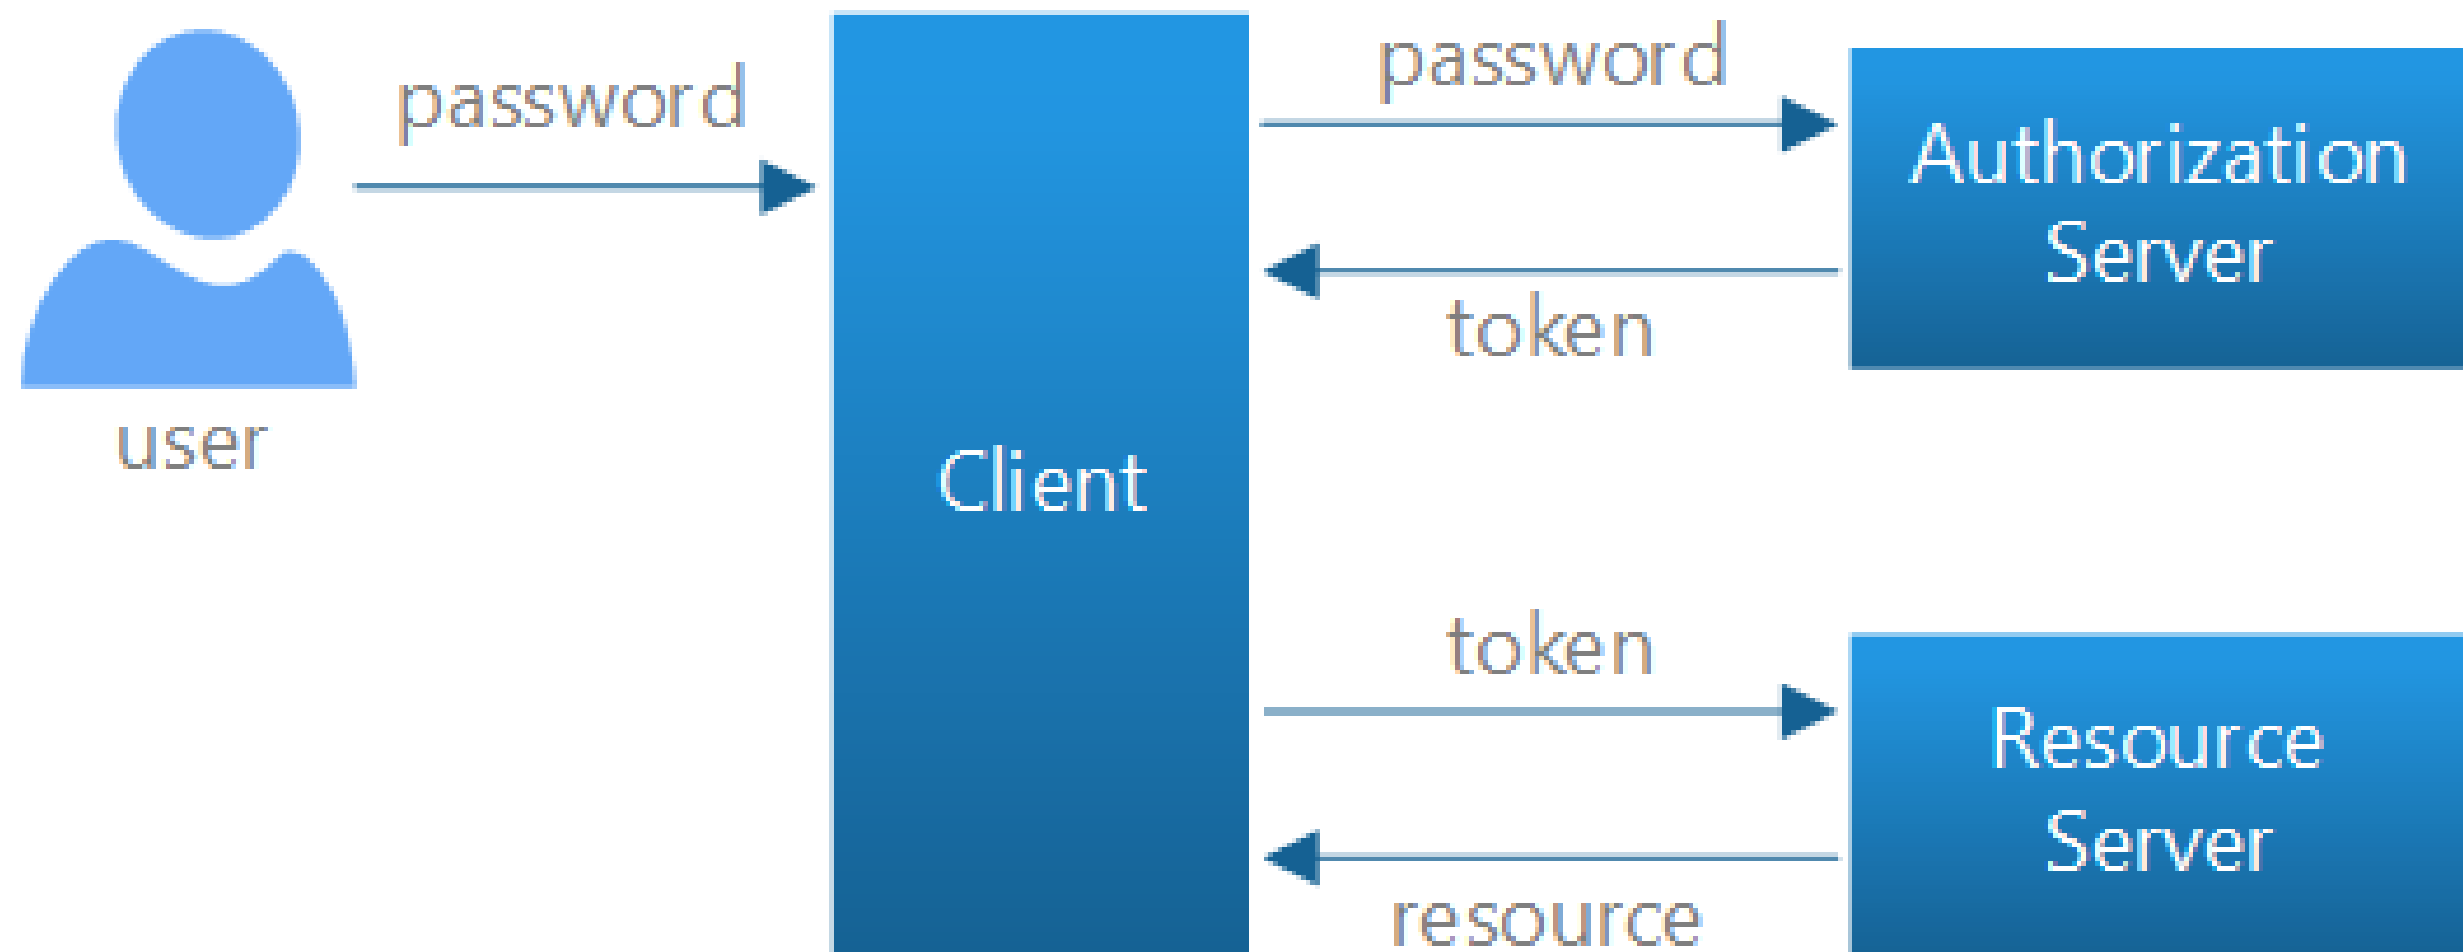 password
user
Client
password
token
Authorization
Server
token
resource
Resource
Server